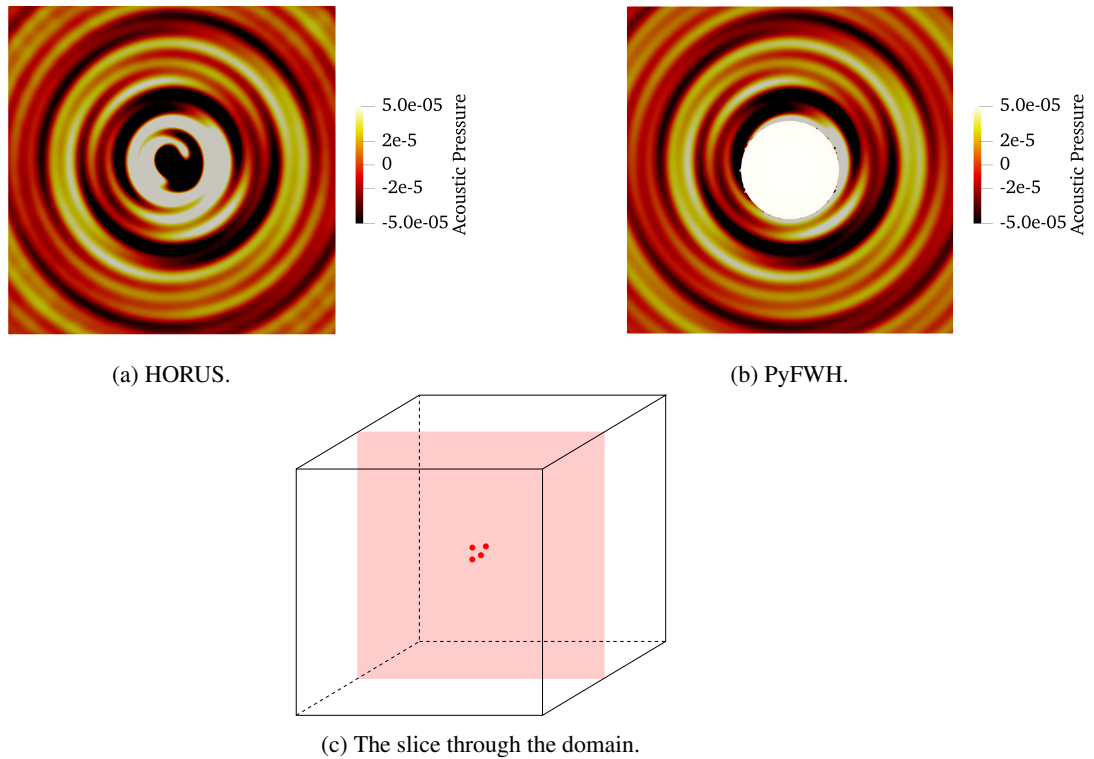 5.0e-05
2e-5
0
-2e-5
-5.0e-05
Acoustic Pressure
5.0e-05
2e-5
0
-2e-5
-5.0e-05
Acoustic Pressure
(a) HORUS.
(b) PyFWH.
(c) The slice through the domain.